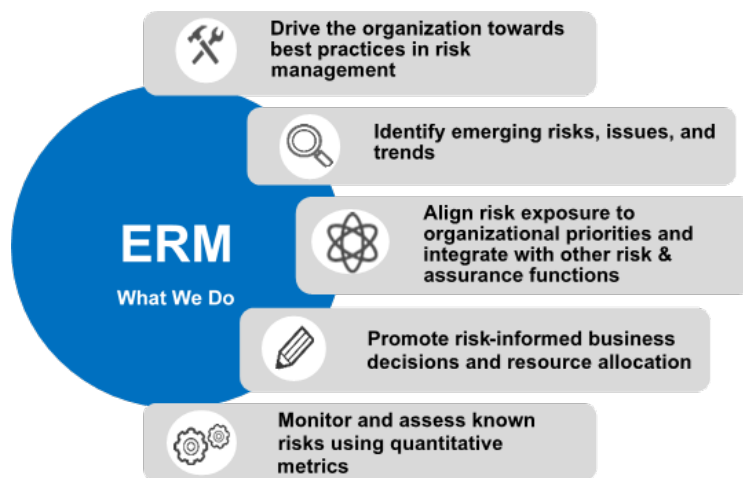 Drive the organization towards
best practices in risk
management
Identify emerging risks, issues, and
trends
Align risk exposure to
organizational priorities and
integrate with other risk &
assurance functions
ERM
What We Do
Promote risk-informed business
decisions and resource allocation
Monitor and assess known
risks using quantitative
metrics